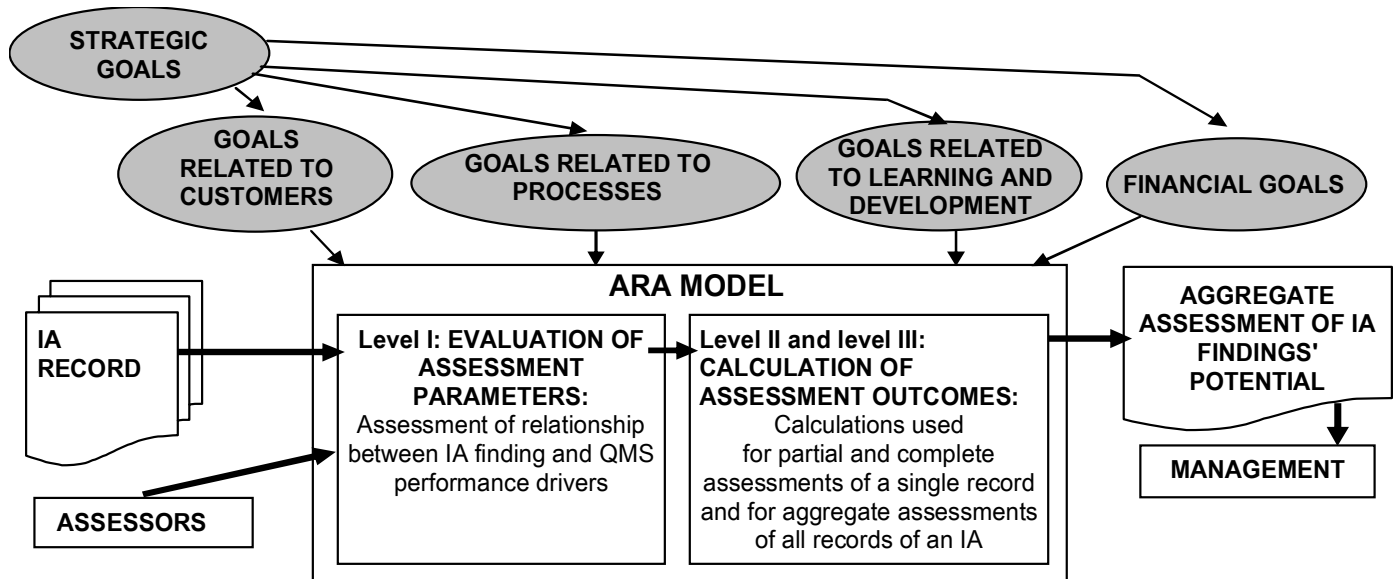 STRATEGIC
GOALS
GOALS
RELATED TO
CUSTOMERS
GOALS RELATED TO
PROCESSES
GOALS RELATED
TO LEARNING AND
DEVELOPMENT
FINANCIAL GOALS
ARA MODEL
IA
RECORD
ASSESSORS
Level I: EVALUATION OF
ASSESSMENT
PARAMETERS:
Assessment of relationship
between IA finding and QMS
performance drivers
Level II and level III:
CALCULATION OF
ASSESSMENT OUTCOMES:
Calculations used
for partial and complete
assessments of a single record
and for aggregate assessments
of all records of an IA
AGGREGATE
ASSESSMENT OF IA
FINDINGS'
POTENTIAL
MANAGEMENT